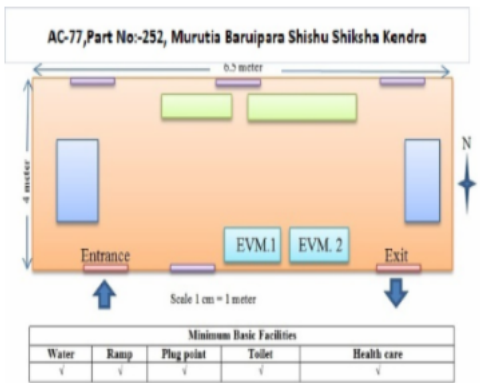 AC-77,Part No:-252, Murutia Baruipara Shishu Shiksha Kendra
6.5 meter
4 meter
N
EVM.1
EVM. 2
Entrance
Exit
Scale 1 cm = 1 meter
Minimum Basic Facilities
Water Ramp Plug point Toilet Health care
√ √ √ √ √